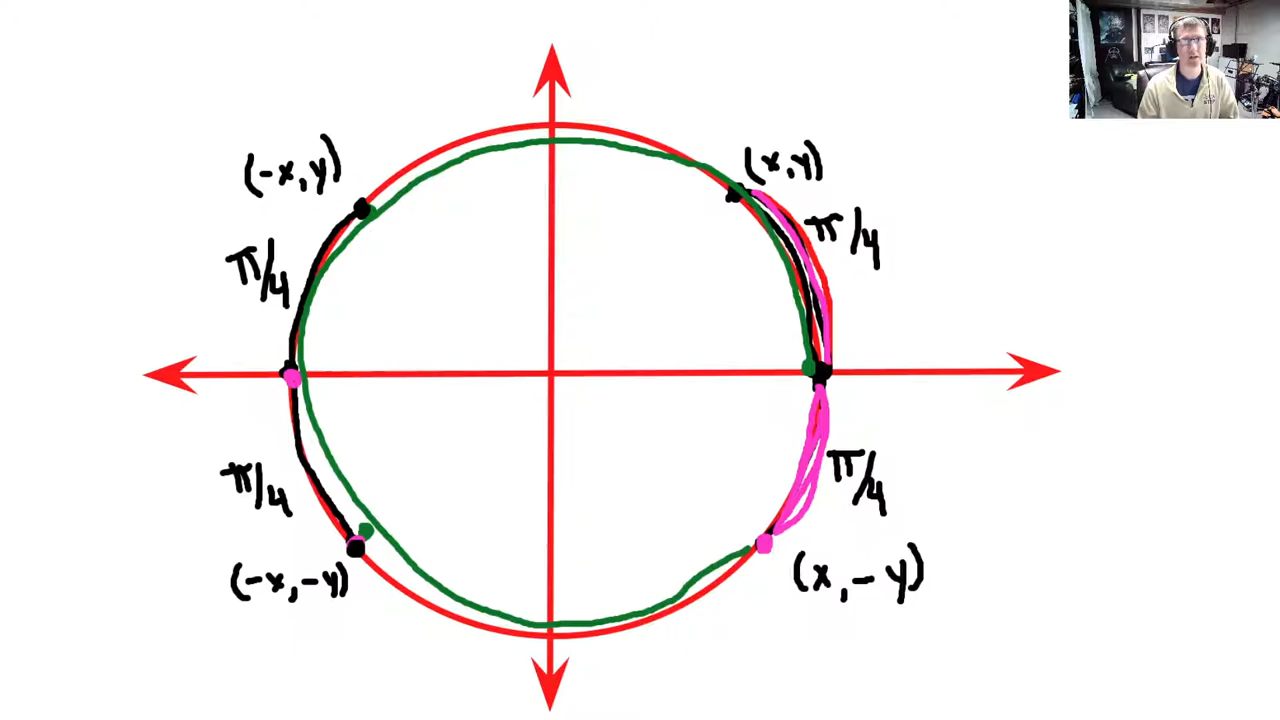 (-x, y)
(x, y)
π/4
π/4
π/4
π/4
(-x, -y)
(x, -y)